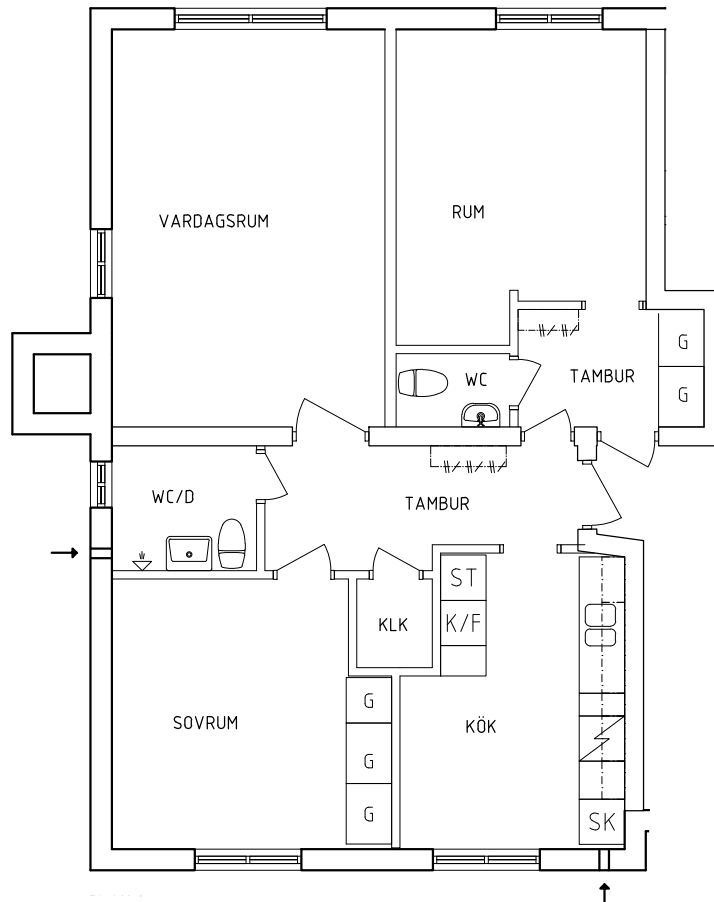 VARDAGSRUM
RUM
G
WC
TAMBUR
G
WC/D
TAMBUR
ST
K/F
KLK
G
SOVRUM
KÖK
G
G
SK